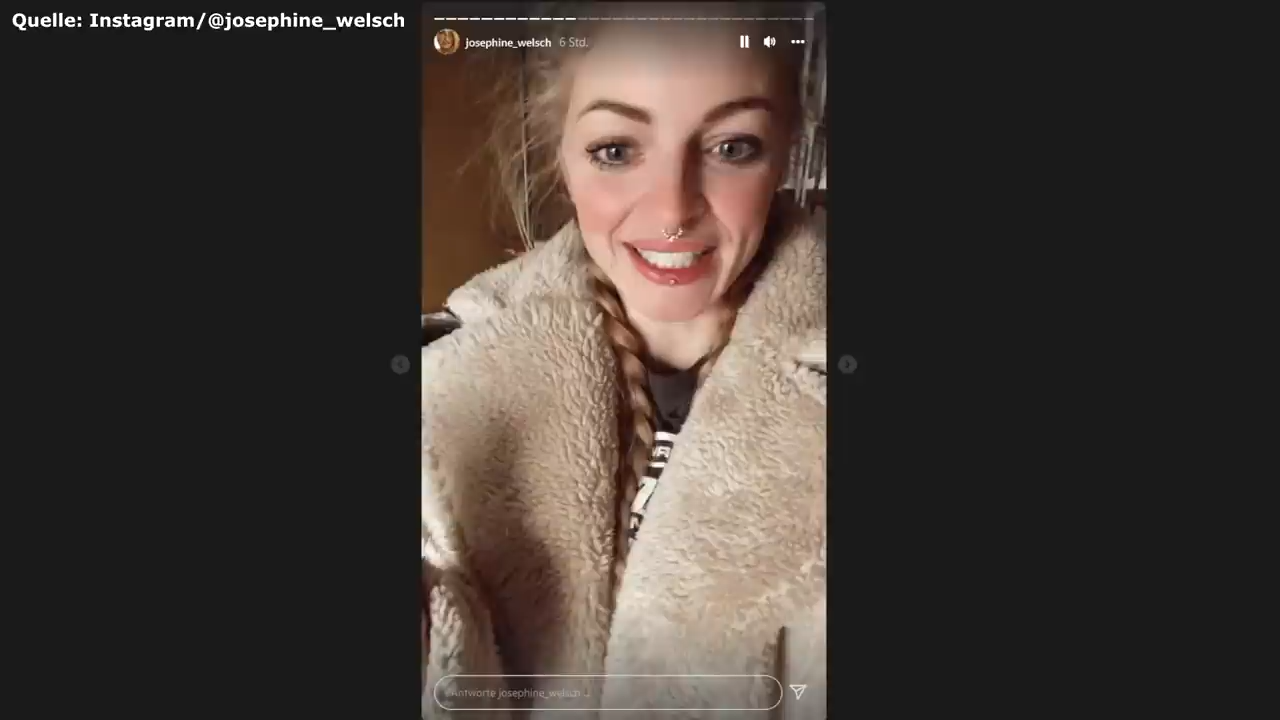 Quelle: Instagram/@josephine_welsch
josephine_welsch 6 Std.
Antworte josephine_welsch ...